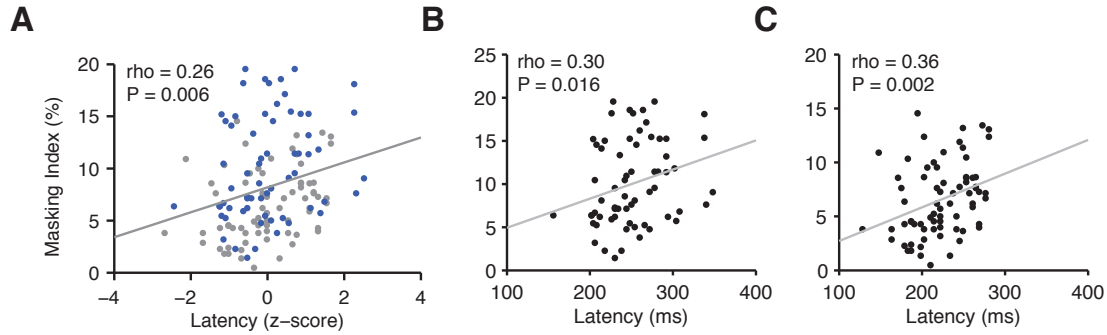 A
B
C
rho = 0.26
P = 0.006
Masking Index (%)
20
15
10
5
0
−4
−2
0
2
4
Latency (z−score)
rho = 0.30
P = 0.016
25
20
15
10
5
0
100
200
300
400
Latency (ms)
rho = 0.36
P = 0.002
20
15
10
5
0
100
200
300
400
Latency (ms)